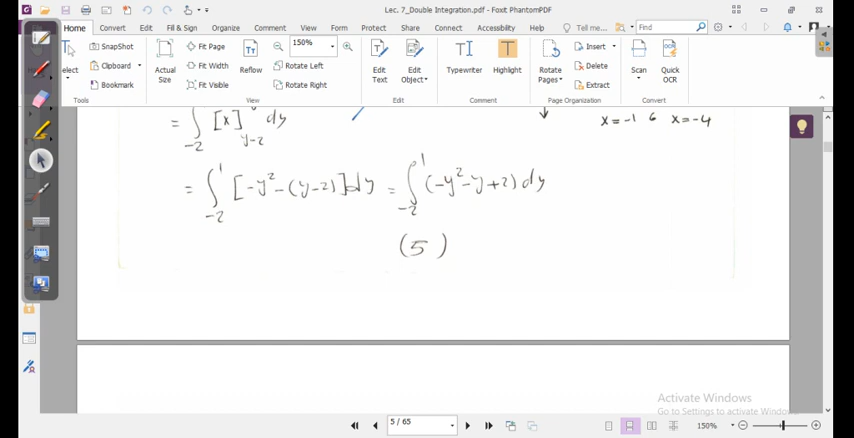 Lec. 7_Double Integration.pdf - Foxit PhantomPDF
Home Convert Edit Fill & Sign Organize Comment View Form Protect Share Connect Accessibility Help Tell me... Find
SnapShot
Clipboard
Bookmark
Tools
Actual Size
Fit Page
Fit Width
Fit Visible
Reflow
150%
Rotate Left
Rotate Right
View
Edit Text
Edit Object
Edit
Typewriter
Highlight
Comment
Rotate Pages
Insert
Delete
Extract
Page Organization
Scan
Quick OCR
Convert
= ∫₋₂ [x] y-2 dy
x = -1 & x = -4
= ∫₋₂¹ [-y² - (y-2)] dy = ∫₋₂¹ (-y² - y + 2) dy
(5)
Activate Windows
Go to Settings to activate Windows.
5 / 65
150%